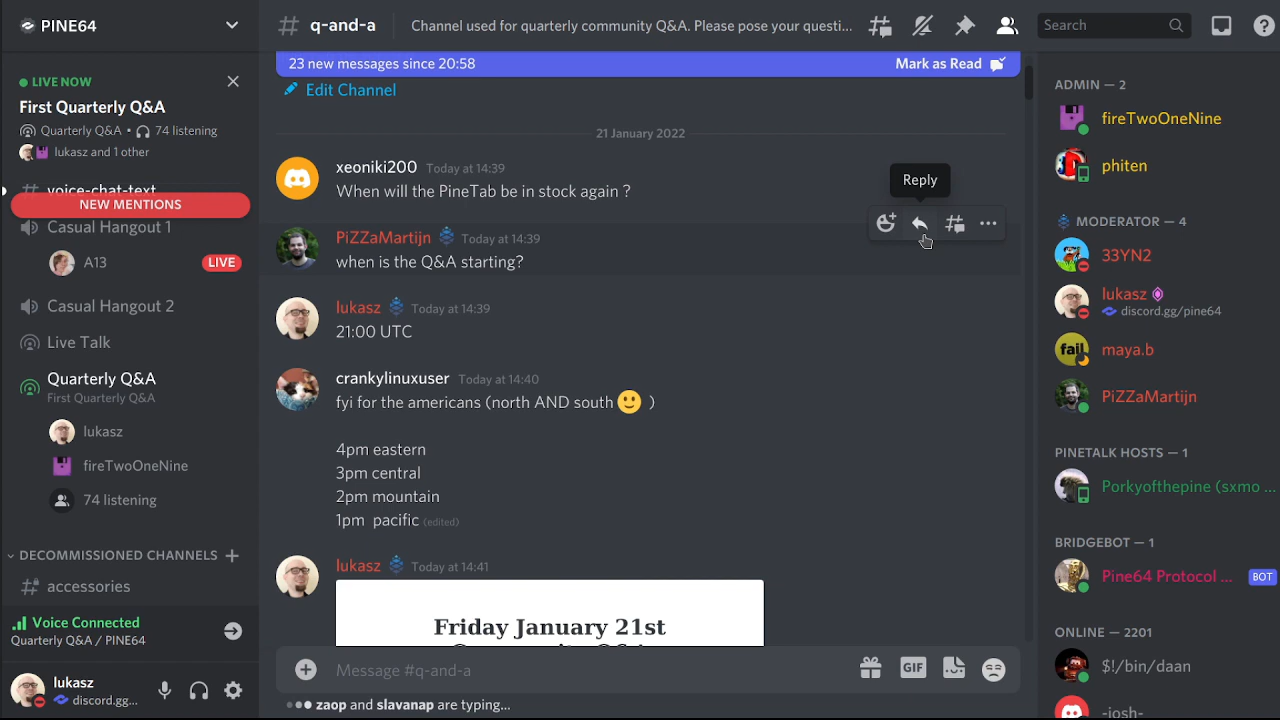 PINE64
LIVE NOW
First Quarterly Q&A
Quarterly Q&A • 74 listening
lukasz and 1 other
voice-chat-text
NEW MENTIONS
Casual Hangout 1
A13
LIVE
Casual Hangout 2
Live Talk
Quarterly Q&A
First Quarterly Q&A
lukasz
fireTwoOneNine
74 listening
DECOMMISSIONED CHANNELS
accessories
Voice Connected
Quarterly Q&A / PINE64
lukasz
discord.gg...
# q-and-a
Channel used for quarterly community Q&A. Please pose your questi...
Search
23 new messages since 20:58
Mark as Read
Edit Channel
21 January 2022
xeoniki200 Today at 14:39
When will the PineTab be in stock again ?
Reply
PiZZaMartijn Today at 14:39
when is the Q&A starting?
lukasz Today at 14:39
21:00 UTC
crankylinuxuser Today at 14:40
fyi for the americans (north AND south 🙂 )
4pm eastern
3pm central
2pm mountain
1pm pacific (edited)
lukasz Today at 14:41
Friday January 21st
Message #q-and-a
GIF
zaop and slavanap are typing...
ADMIN — 2
fireTwoOneNine
phiten
MODERATOR — 4
33YN2
lukasz
discord.gg/pine64
fail
maya.b
PiZZaMartijn
PINETALK HOSTS — 1
Porkyofthepine (sxmo ...
BRIDGEBOT — 1
Pine64 Protocol ...
BOT
ONLINE — 2201
$!/bin/daan
-josh-